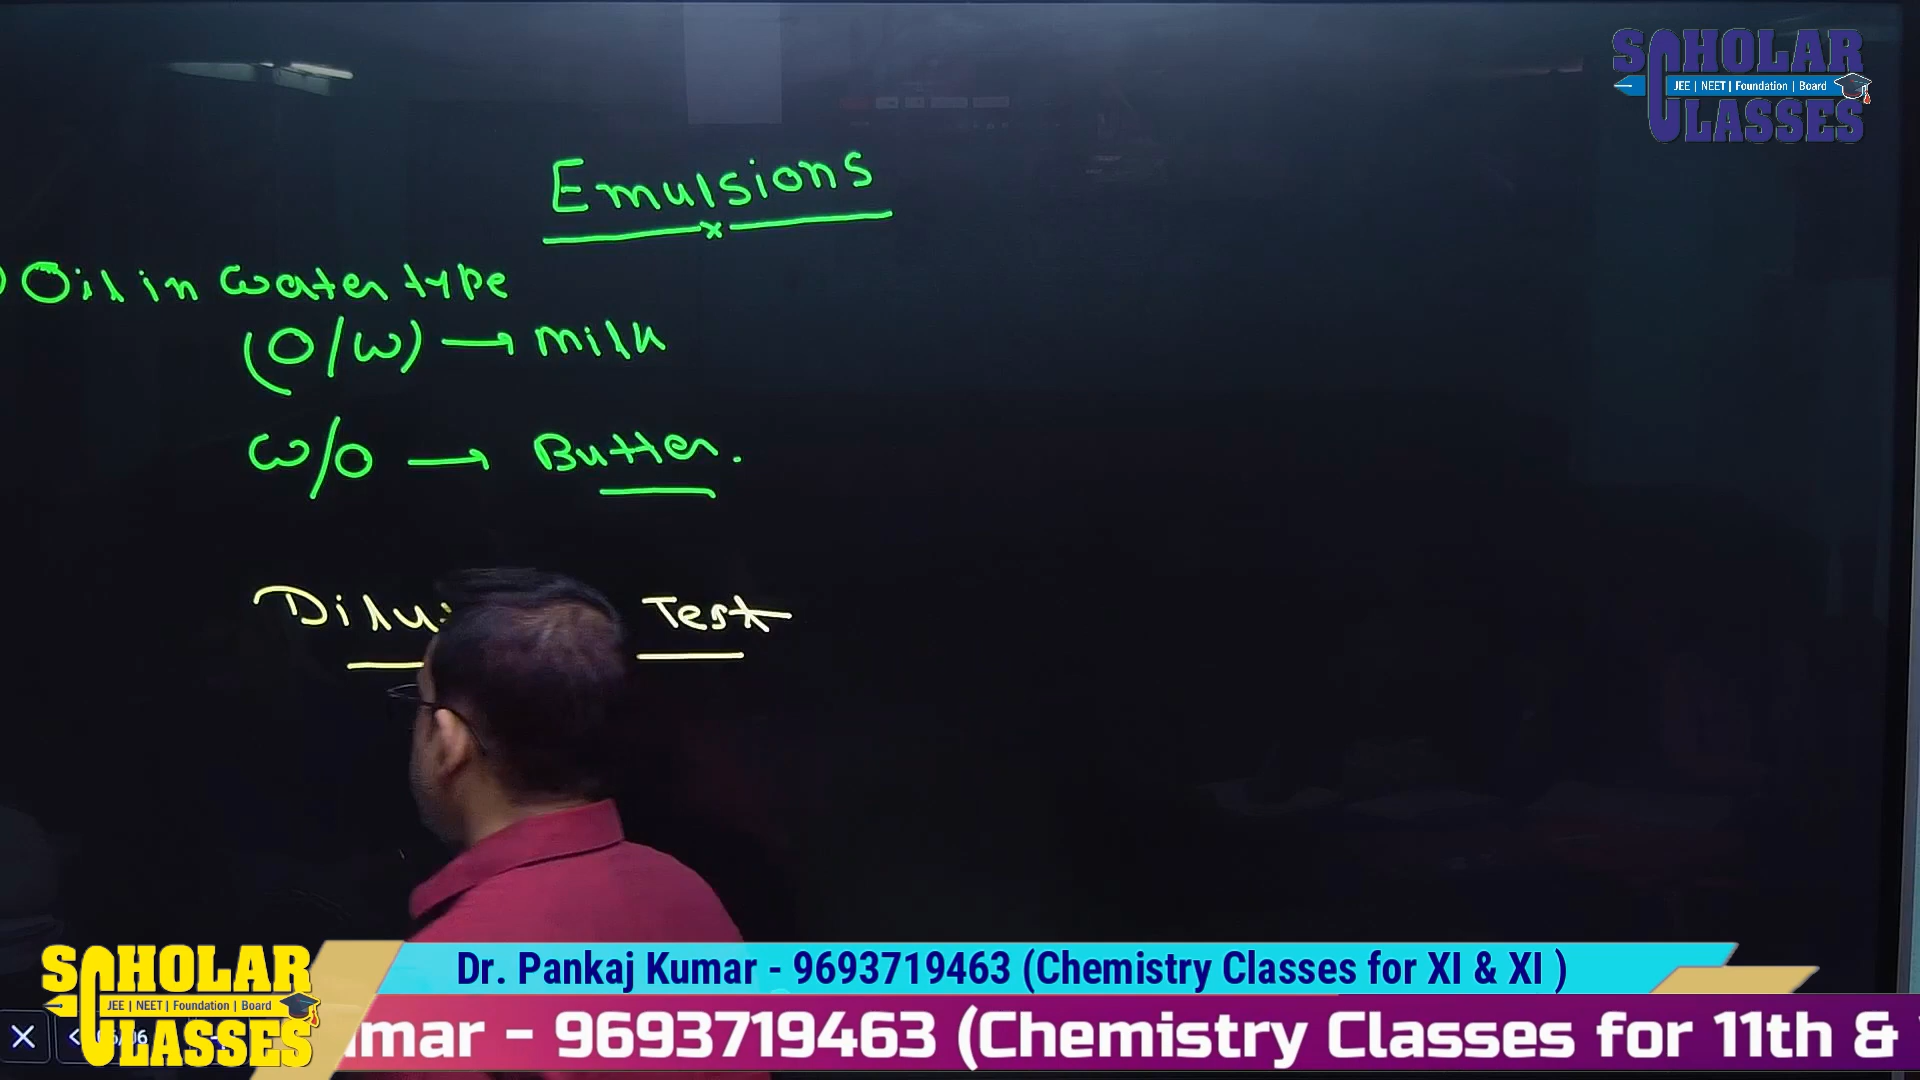 SCHOLAR
JEE | NEET | Foundation | Board
CLASSES
Emulsions
Oil in water type
(O/W) → milk
W/O → Butter.
Test
SCHOLAR
JEE | NEET | Foundation | Board
CLASSES
Dr. Pankaj Kumar - 9693719463 (Chemistry Classes for XI & XI )
mar - 9693719463 (Chemistry Classes for 11th &